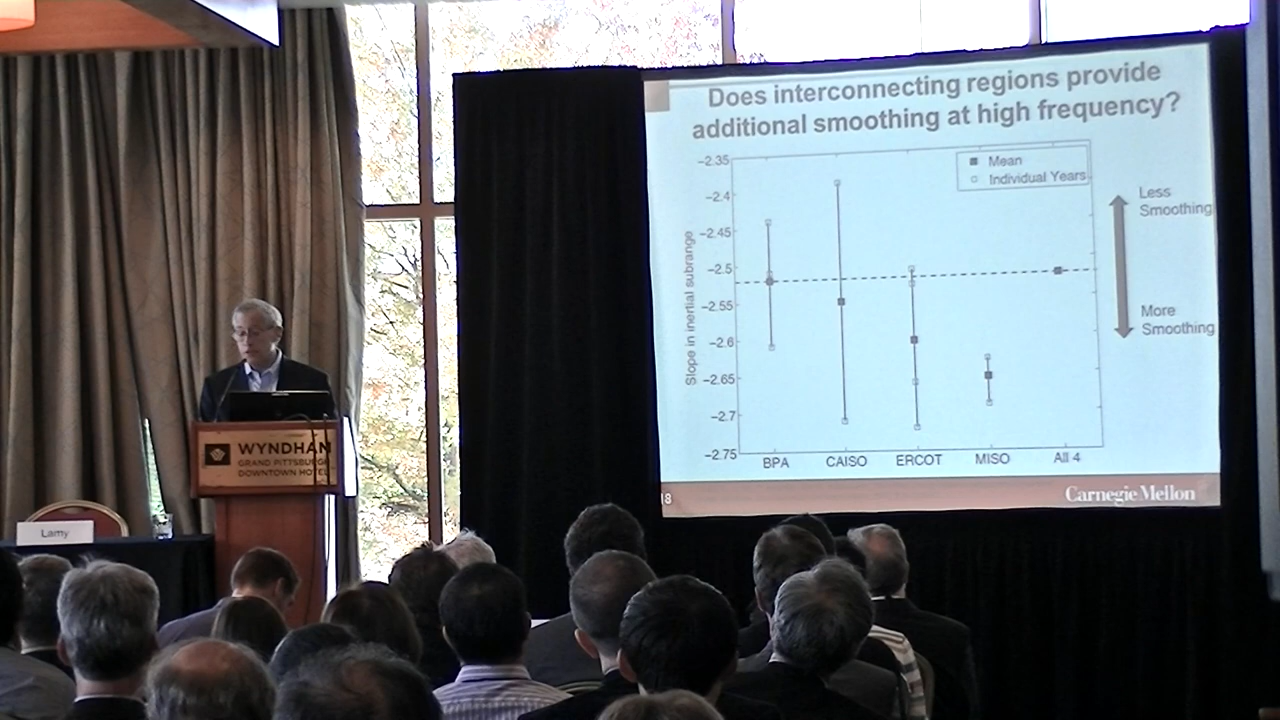 Does interconnecting regions provide
additional smoothing at high frequency?
Mean
Individual Years
−2.35
−2.4
−2.45
−2.5
−2.55
−2.6
−2.65
−2.7
−2.75
Slope in inertial subrange
BPA
CAISO
ERCOT
MISO
All 4
Less
Smoothing
More
Smoothing
18
Carnegie Mellon
WYNDHAM
GRAND PITTSBURGH
DOWNTOWN HOTEL
Lamy